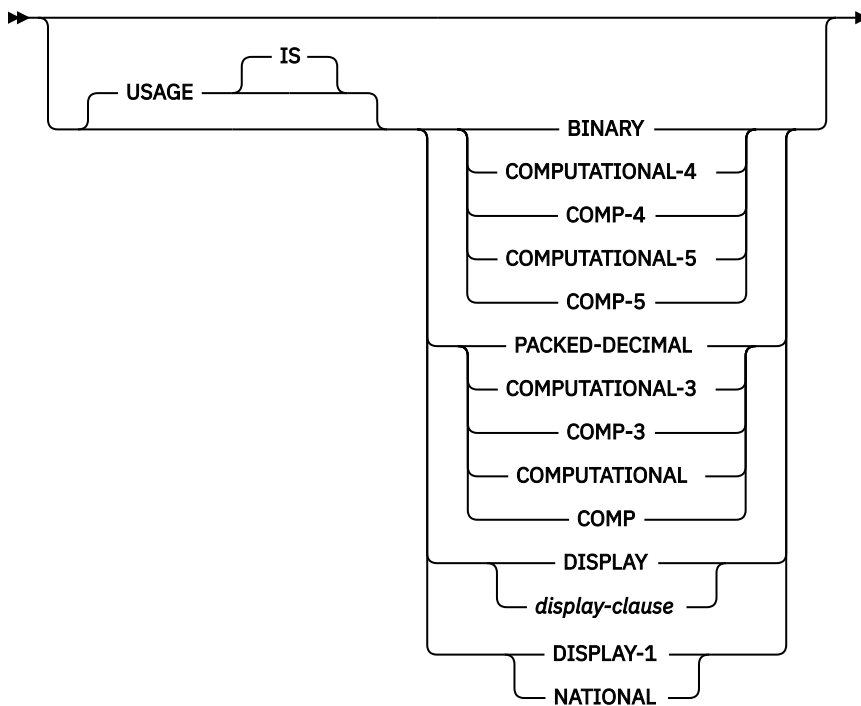 IS
USAGE
BINARY
COMPUTATIONAL-4
COMP-4
COMPUTATIONAL-5
COMP-5
PACKED-DECIMAL
COMPUTATIONAL-3
COMP-3
COMPUTATIONAL
COMP
DISPLAY
display-clause
DISPLAY-1
NATIONAL